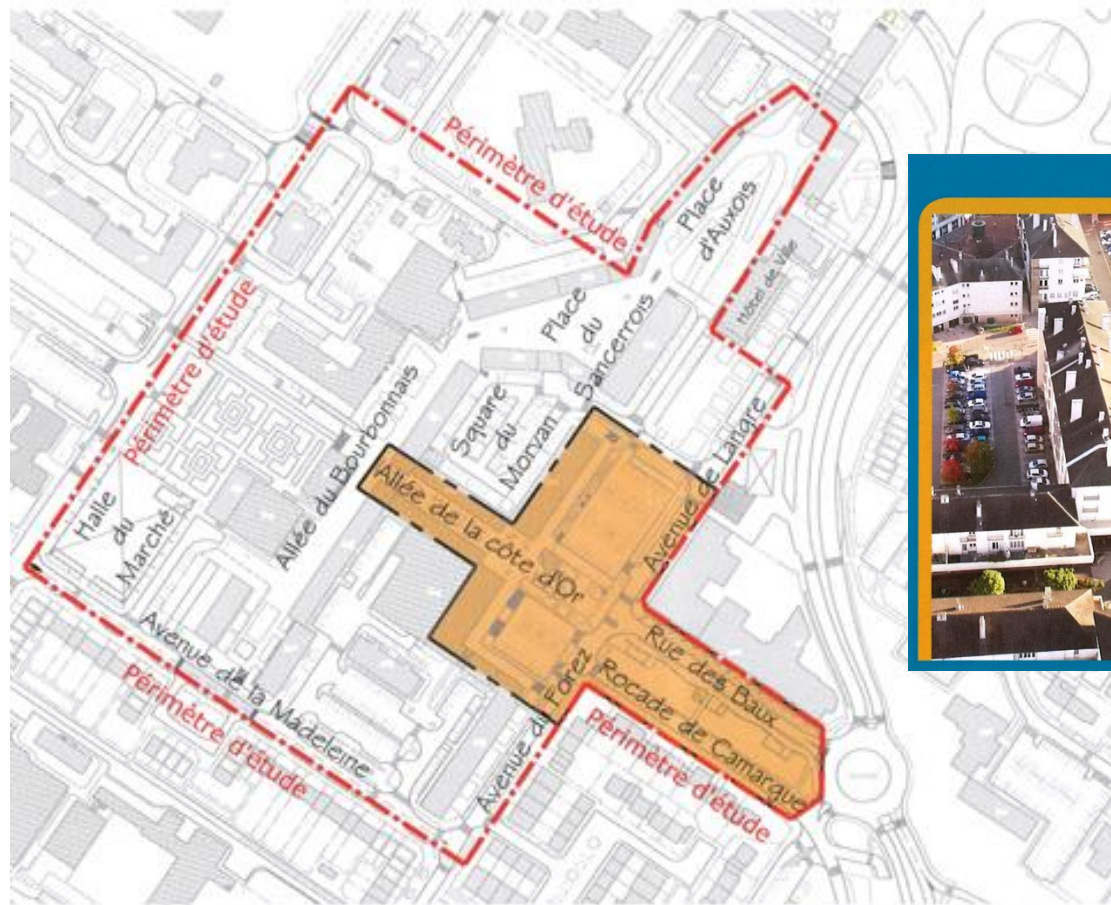 Périmètre d'étude
Place
d'Auxois
Hôtel de Ville
Périmètre d'étude
Place
du
Sancerrois
Allée du Bourbonnais
Square
du
Morvan
Avenue de Langre
Halle
du
Marché
Allée de la côte d'Or
Avenue de la Madeleine
Périmètre d'étude
Avenue du Forez
Rue des Baux
Rocade de Camargue
Périmètre d'étude